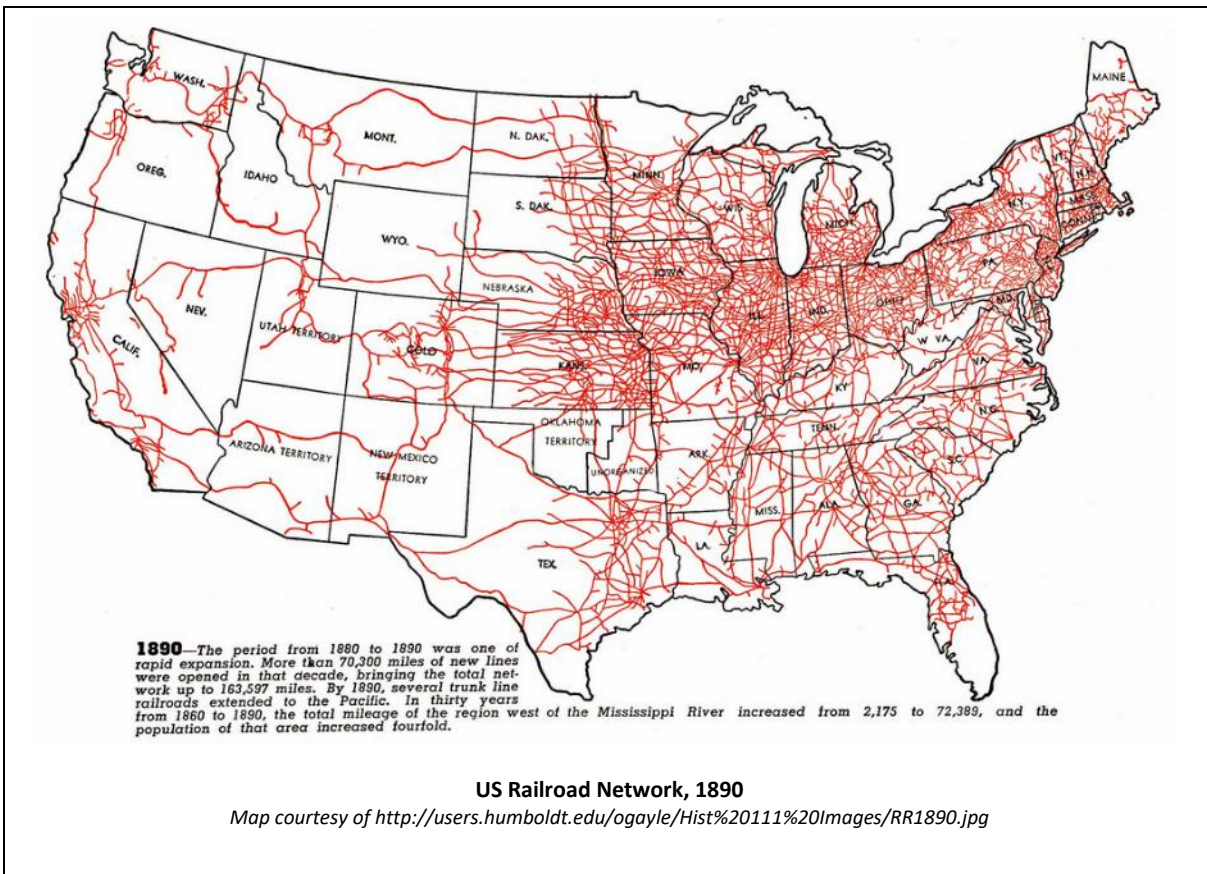 WASH.
MAINE
MONT.
N. DAK.
MINN.
VT.
N.H.
OREG.
IDAHO
S. DAK.
WIS.
MICH.
N.Y.
MASS.
CONN.
WYO.
IOWA
PA.
NEBRASKA
NEV.
UTAH TERRITORY
ILL.
IND.
OHIO
MD.
CALIF.
COLO
KANS.
MO.
W VA.
VA.
KY.
N.C.
TENN.
OKLAHOMA
TERRITORY
ARIZONA TERRITORY
NEW MEXICO
TERRITORY
UNORGANIZED
ARK.
S.C.
MISS.
ALA.
GA.
TEX.
LA.
FLA.
1890—The period from 1880 to 1890 was one of
rapid expansion. More than 70,300 miles of new lines
were opened in that decade, bringing the total net-
work up to 163,597 miles. By 1890, several trunk line
railroads extended to the Pacific. In thirty years
from 1860 to 1890, the total mileage of the region west of the Mississippi River increased from 2,175 to 72,389, and the
population of that area increased fourfold.
US Railroad Network, 1890
Map courtesy of http://users.humboldt.edu/ogayle/Hist%20111%20Images/RR1890.jpg